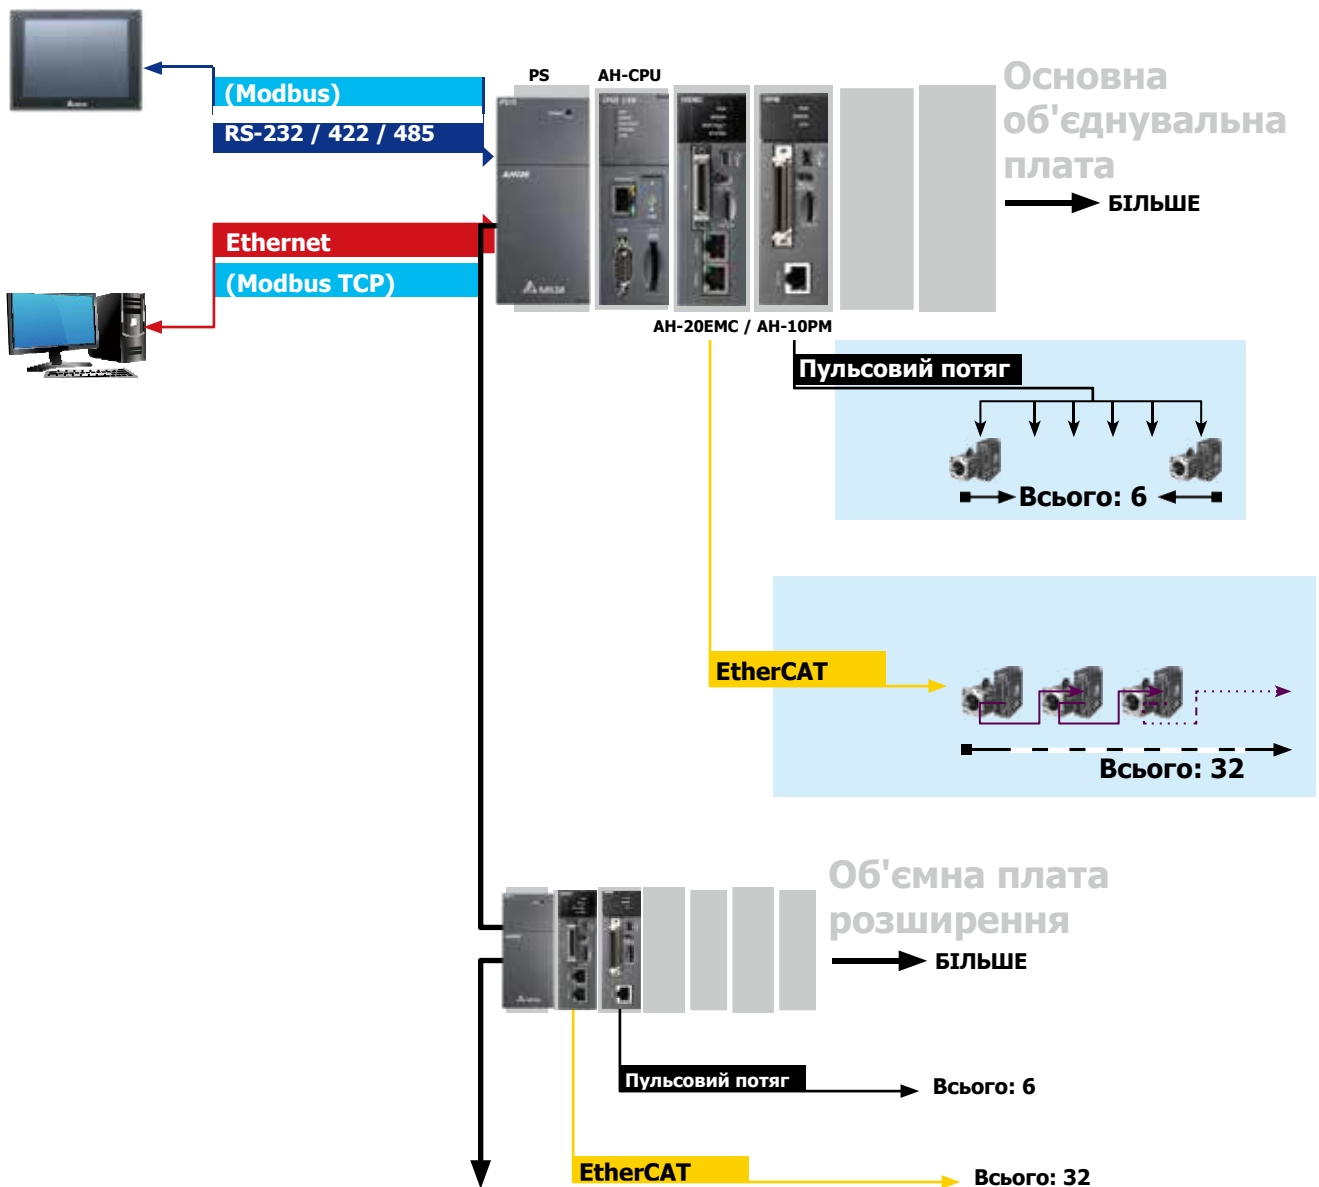 PS
AH-CPU
(Modbus)
RS-232 / 422 / 485
Основна
об'єднувальна
плата
БІЛЬШЕ
Ethernet
(Modbus TCP)
AH-20EMC / AH-10PM
Пульсовий потяг
Всього: 6
EtherCAT
Всього: 32
Об'ємна плата
розширення
БІЛЬШЕ
Пульсовий потяг
Всього: 6
EtherCAT
Всього: 32